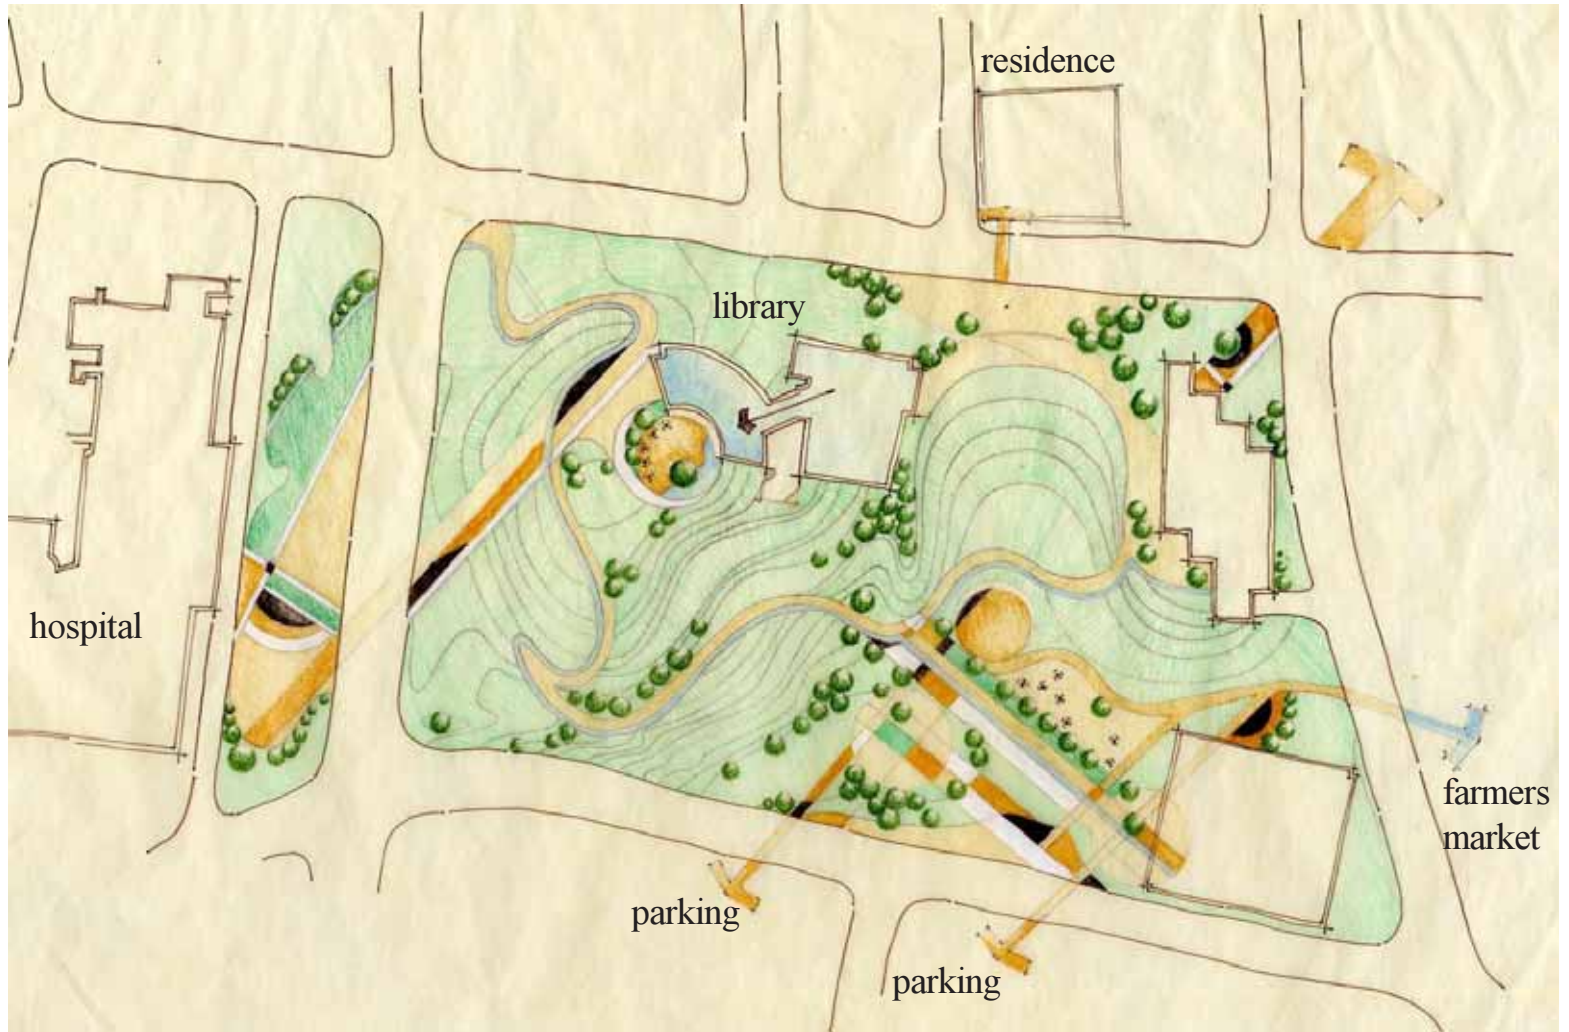 residence
library
hospital
farmers
market
parking
parking